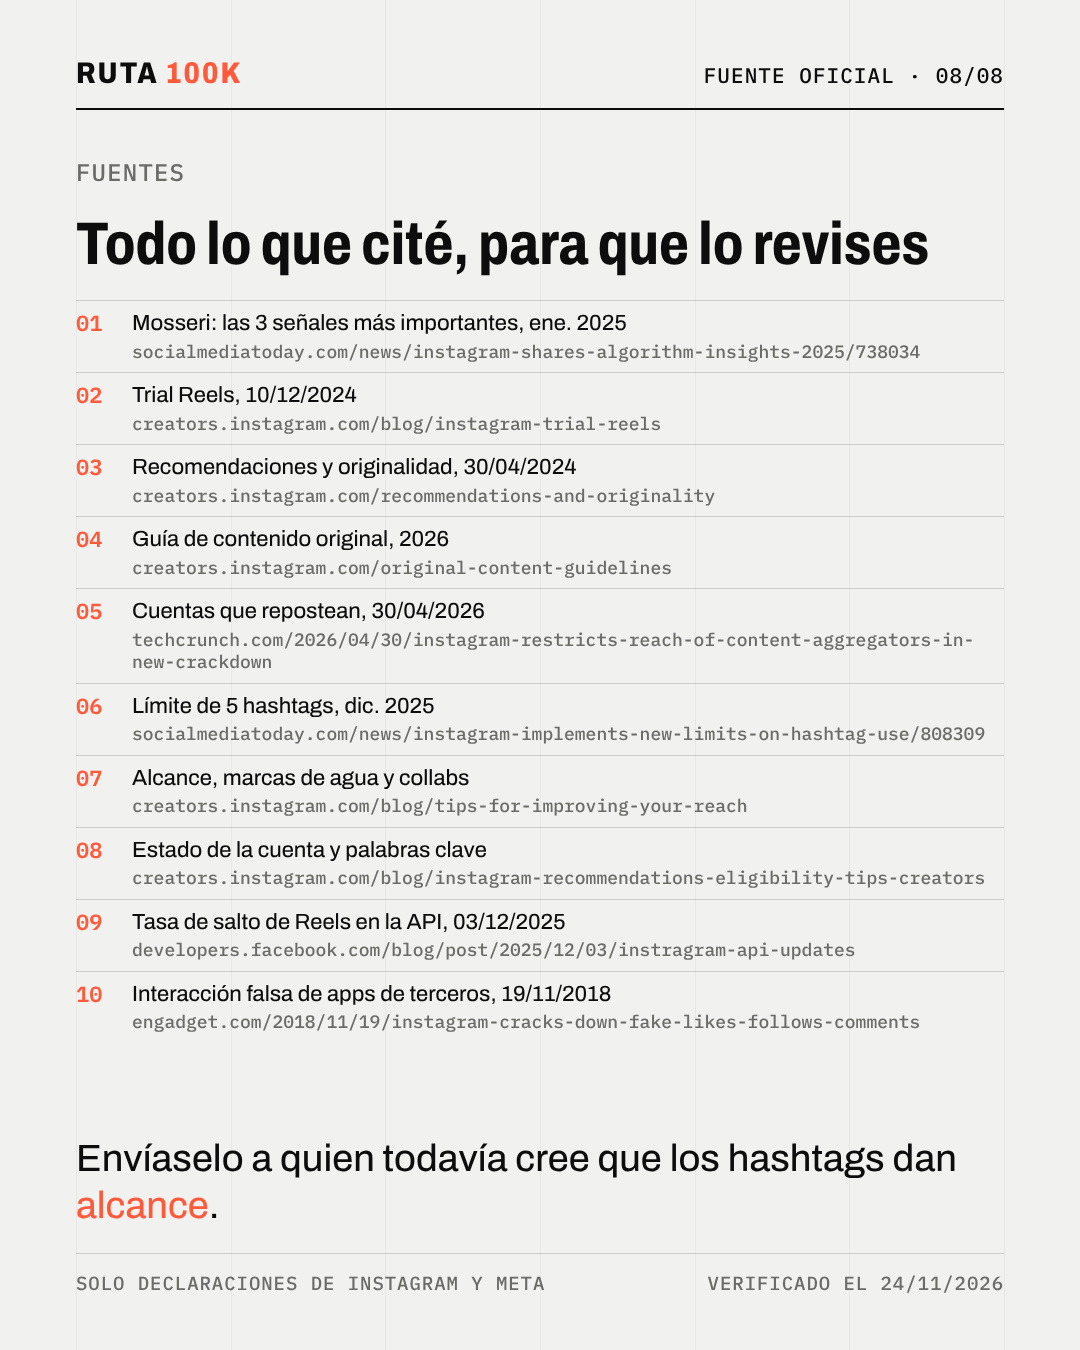 RUTA 100K
FUENTE OFICIAL · 08/08
FUENTES
Todo lo que cité, para que lo revises
01 Mosseri: las 3 señales más importantes, ene. 2025
socialmediatoday.com/news/instagram-shares-algorithm-insights-2025/738034
02 Trial Reels, 10/12/2024
creators.instagram.com/blog/instagram-trial-reels
03 Recomendaciones y originalidad, 30/04/2024
creators.instagram.com/recommendations-and-originality
04 Guía de contenido original, 2026
creators.instagram.com/original-content-guidelines
05 Cuentas que repostean, 30/04/2026
techcrunch.com/2026/04/30/instagram-restricts-reach-of-content-aggregators-in-
new-crackdown
06 Límite de 5 hashtags, dic. 2025
socialmediatoday.com/news/instagram-implements-new-limits-on-hashtag-use/808309
07 Alcance, marcas de agua y collabs
creators.instagram.com/blog/tips-for-improving-your-reach
08 Estado de la cuenta y palabras clave
creators.instagram.com/blog/instagram-recommendations-eligibility-tips-creators
09 Tasa de salto de Reels en la API, 03/12/2025
developers.facebook.com/blog/post/2025/12/03/instragram-api-updates
10 Interacción falsa de apps de terceros, 19/11/2018
engadget.com/2018/11/19/instagram-cracks-down-fake-likes-follows-comments
Envíaselo a quien todavía cree que los hashtags dan
alcance.
SOLO DECLARACIONES DE INSTAGRAM Y META
VERIFICADO EL 24/11/2026